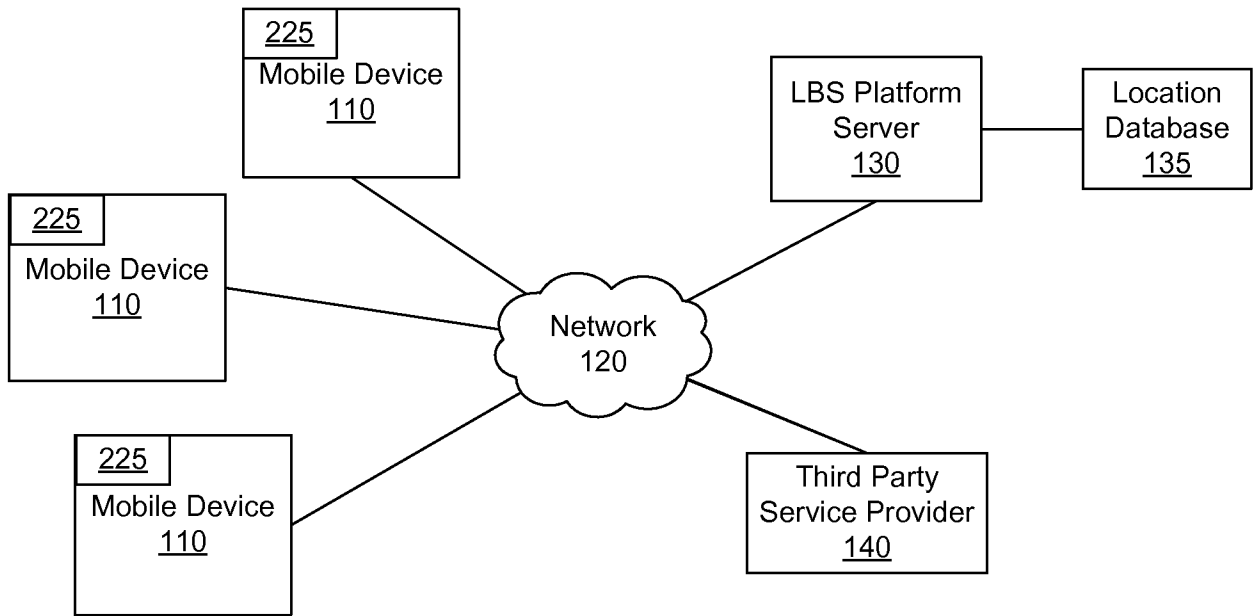 225
Mobile Device
110
LBS Platform
Server
130
Location
Database
135
225
Mobile Device
110
Network
120
225
Mobile Device
110
Third Party
Service Provider
140